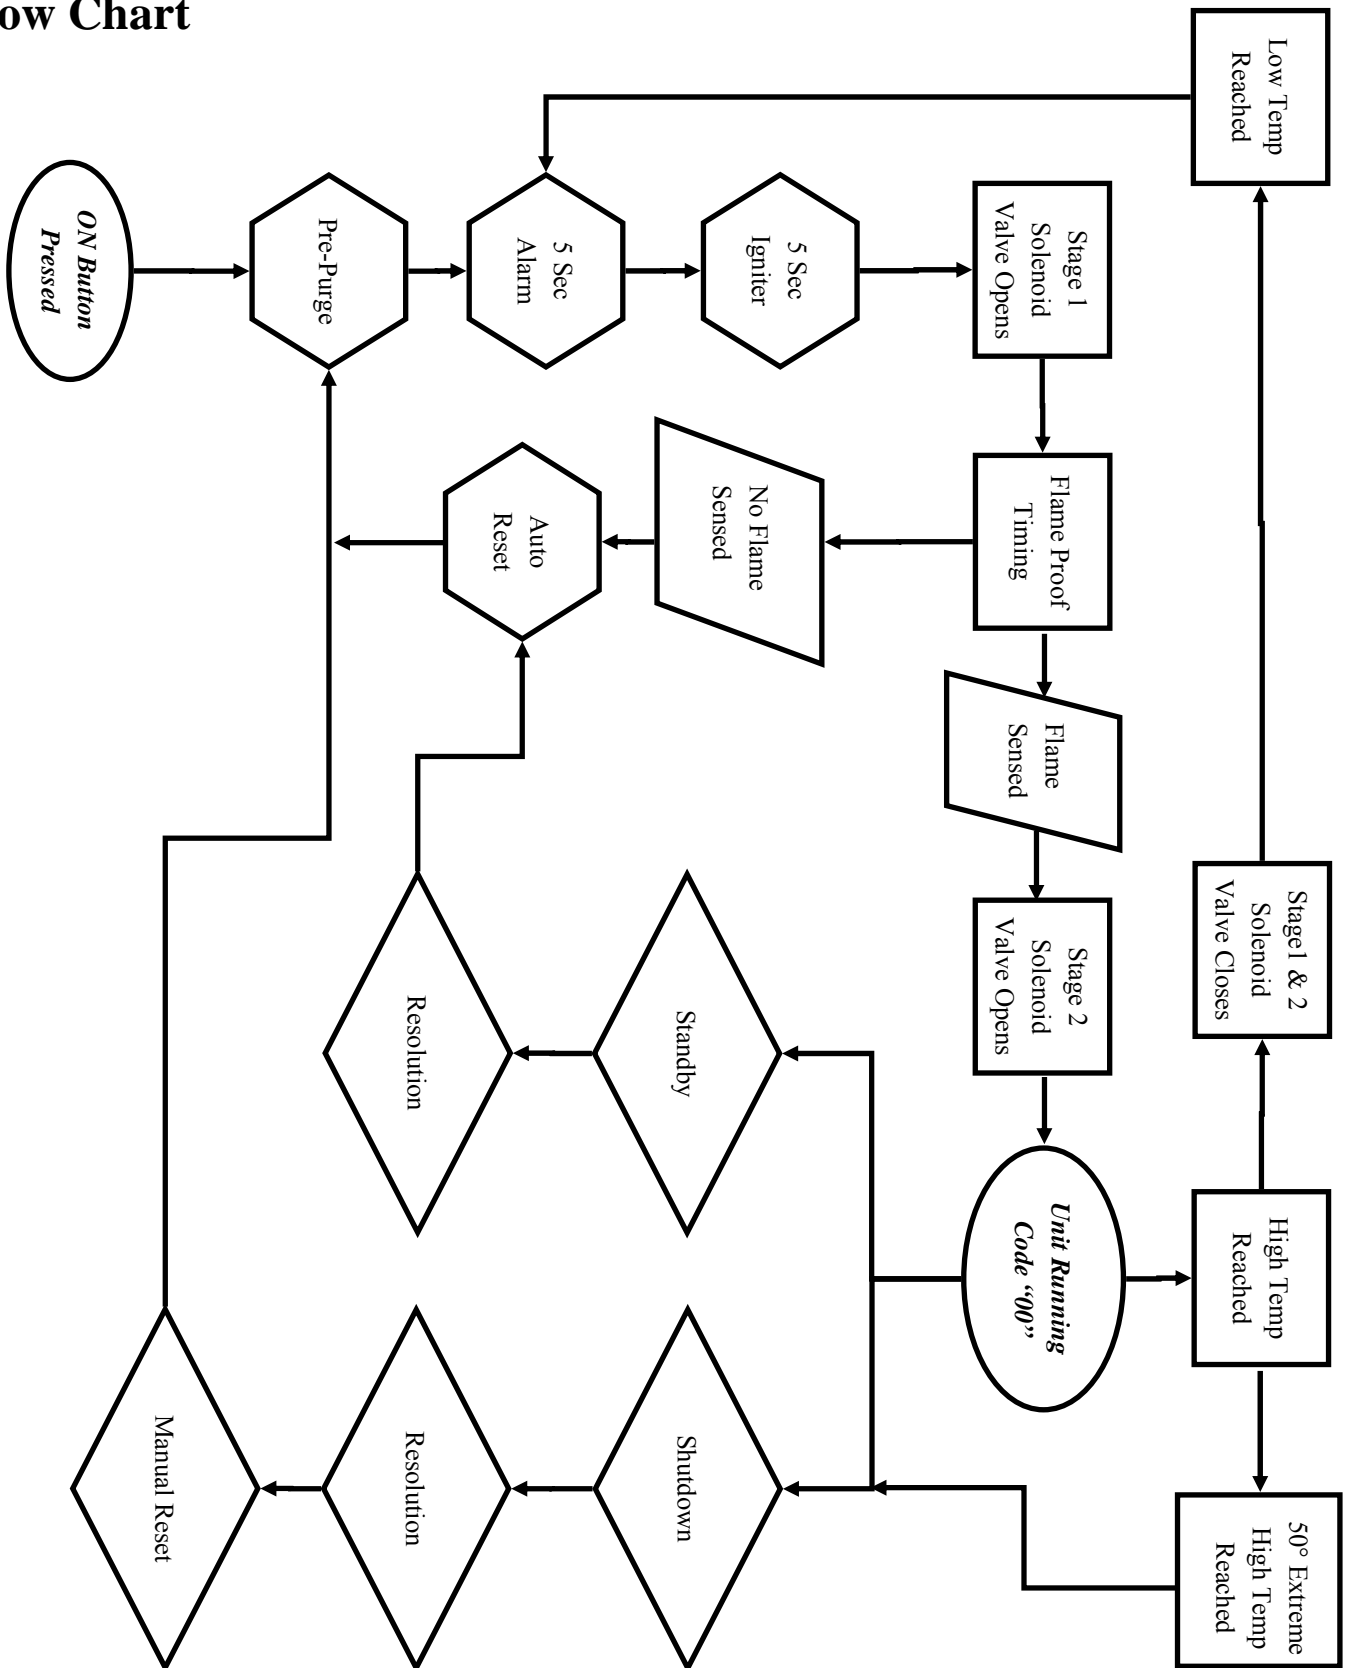 ow Chart
ON Button
Pressed
Pre-Purge
5 Sec
Alarm
5 Sec
Igniter
Stage 1
Solenoid
Valve Opens
Flame Proof
Timing
No Flame
Sensed
Auto
Reset
Flame
Sensed
Stage 2
Solenoid
Valve Opens
Unit Running
Code “00”
High Temp
Reached
Stage1 & 2
Solenoid
Valve Closes
Low Temp
Reached
50° Extreme
High Temp
Reached
Standby
Resolution
Shutdown
Resolution
Manual Reset